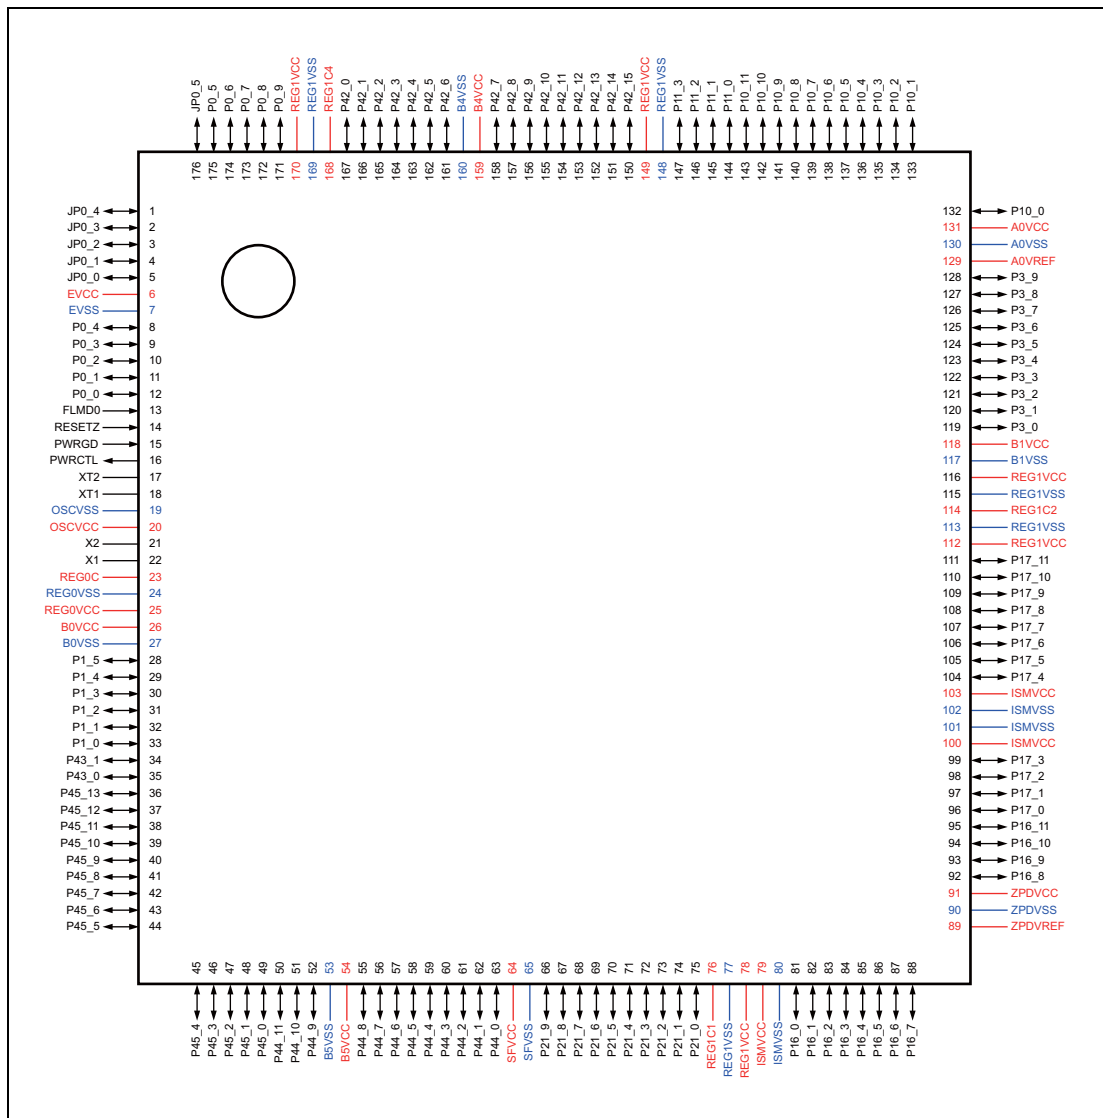 JP0_5 P0_5 P0_6 P0_7 P0_8 P0_9 REG1VCC REG1VSS REG1C4 P42_0 P42_1 P42_2 P42_3 P42_4 P42_5 P42_6 B4VSS B4VCC P42_7 P42_8 P42_9 P42_10 P42_11 P42_12 P42_13 P42_14 P42_15 REG1VCC REG1VSS P11_3 P11_2 P11_1 P11_0 P10_11 P10_10 P10_9 P10_8 P10_7 P10_6 P10_5 P10_4 P10_3 P10_2 P10_1
176 175 174 173 172 171 170 169 168 167 166 165 164 163 162 161 160 159 158 157 156 155 154 153 152 151 150 149 148 147 146 145 144 143 142 141 140 139 138 137 136 135 134 133
JP0_4 1 132 P10_0
JP0_3 2 131 A0VCC
JP0_2 3 130 A0VSS
JP0_1 4 129 A0VREF
JP0_0 5 128 P3_9
EVCC 6 127 P3_8
EVSS 7 126 P3_7
P0_4 8 125 P3_6
P0_3 9 124 P3_5
P0_2 10 123 P3_4
P0_1 11 122 P3_3
P0_0 12 121 P3_2
FLMD0 13 120 P3_1
RESETZ 14 119 P3_0
PWRGD 15 118 B1VCC
PWRCTL 16 117 B1VSS
XT2 17 116 REG1VCC
XT1 18 115 REG1VSS
OSCVSS 19 114 REG1C2
OSCVCC 20 113 REG1VSS
X2 21 112 REG1VCC
X1 22 111 P17_11
REG0C 23 110 P17_10
REG0VSS 24 109 P17_9
REG0VCC 25 108 P17_8
B0VCC 26 107 P17_7
B0VSS 27 106 P17_6
P1_5 28 105 P17_5
P1_4 29 104 P17_4
P1_3 30 103 ISMVCC
P1_2 31 102 ISMVSS
P1_1 32 101 ISMVSS
P1_0 33 100 ISMVCC
P43_1 34 99 P17_3
P43_0 35 98 P17_2
P45_13 36 97 P17_1
P45_12 37 96 P17_0
P45_11 38 95 P16_11
P45_10 39 94 P16_10
P45_9 40 93 P16_9
P45_8 41 92 P16_8
P45_7 42 91 ZPDVCC
P45_6 43 90 ZPDVSS
P45_5 44 89 ZPDVREF
45 46 47 48 49 50 51 52 53 54 55 56 57 58 59 60 61 62 63 64 65 66 67 68 69 70 71 72 73 74 75 76 77 78 79 80 81 82 83 84 85 86 87 88
P45_4 P45_3 P45_2 P45_1 P45_0 P44_11 P44_10 P44_9 B5VSS B5VCC P44_8 P44_7 P44_6 P44_5 P44_4 P44_3 P44_2 P44_1 P44_0 SFVCC SFVSS P21_9 P21_8 P21_7 P21_6 P21_5 P21_4 P21_3 P21_2 P21_1 P21_0 REG1C1 REG1VSS REG1VCC ISMVCC ISMVSS P16_0 P16_1 P16_2 P16_3 P16_4 P16_5 P16_6 P16_7